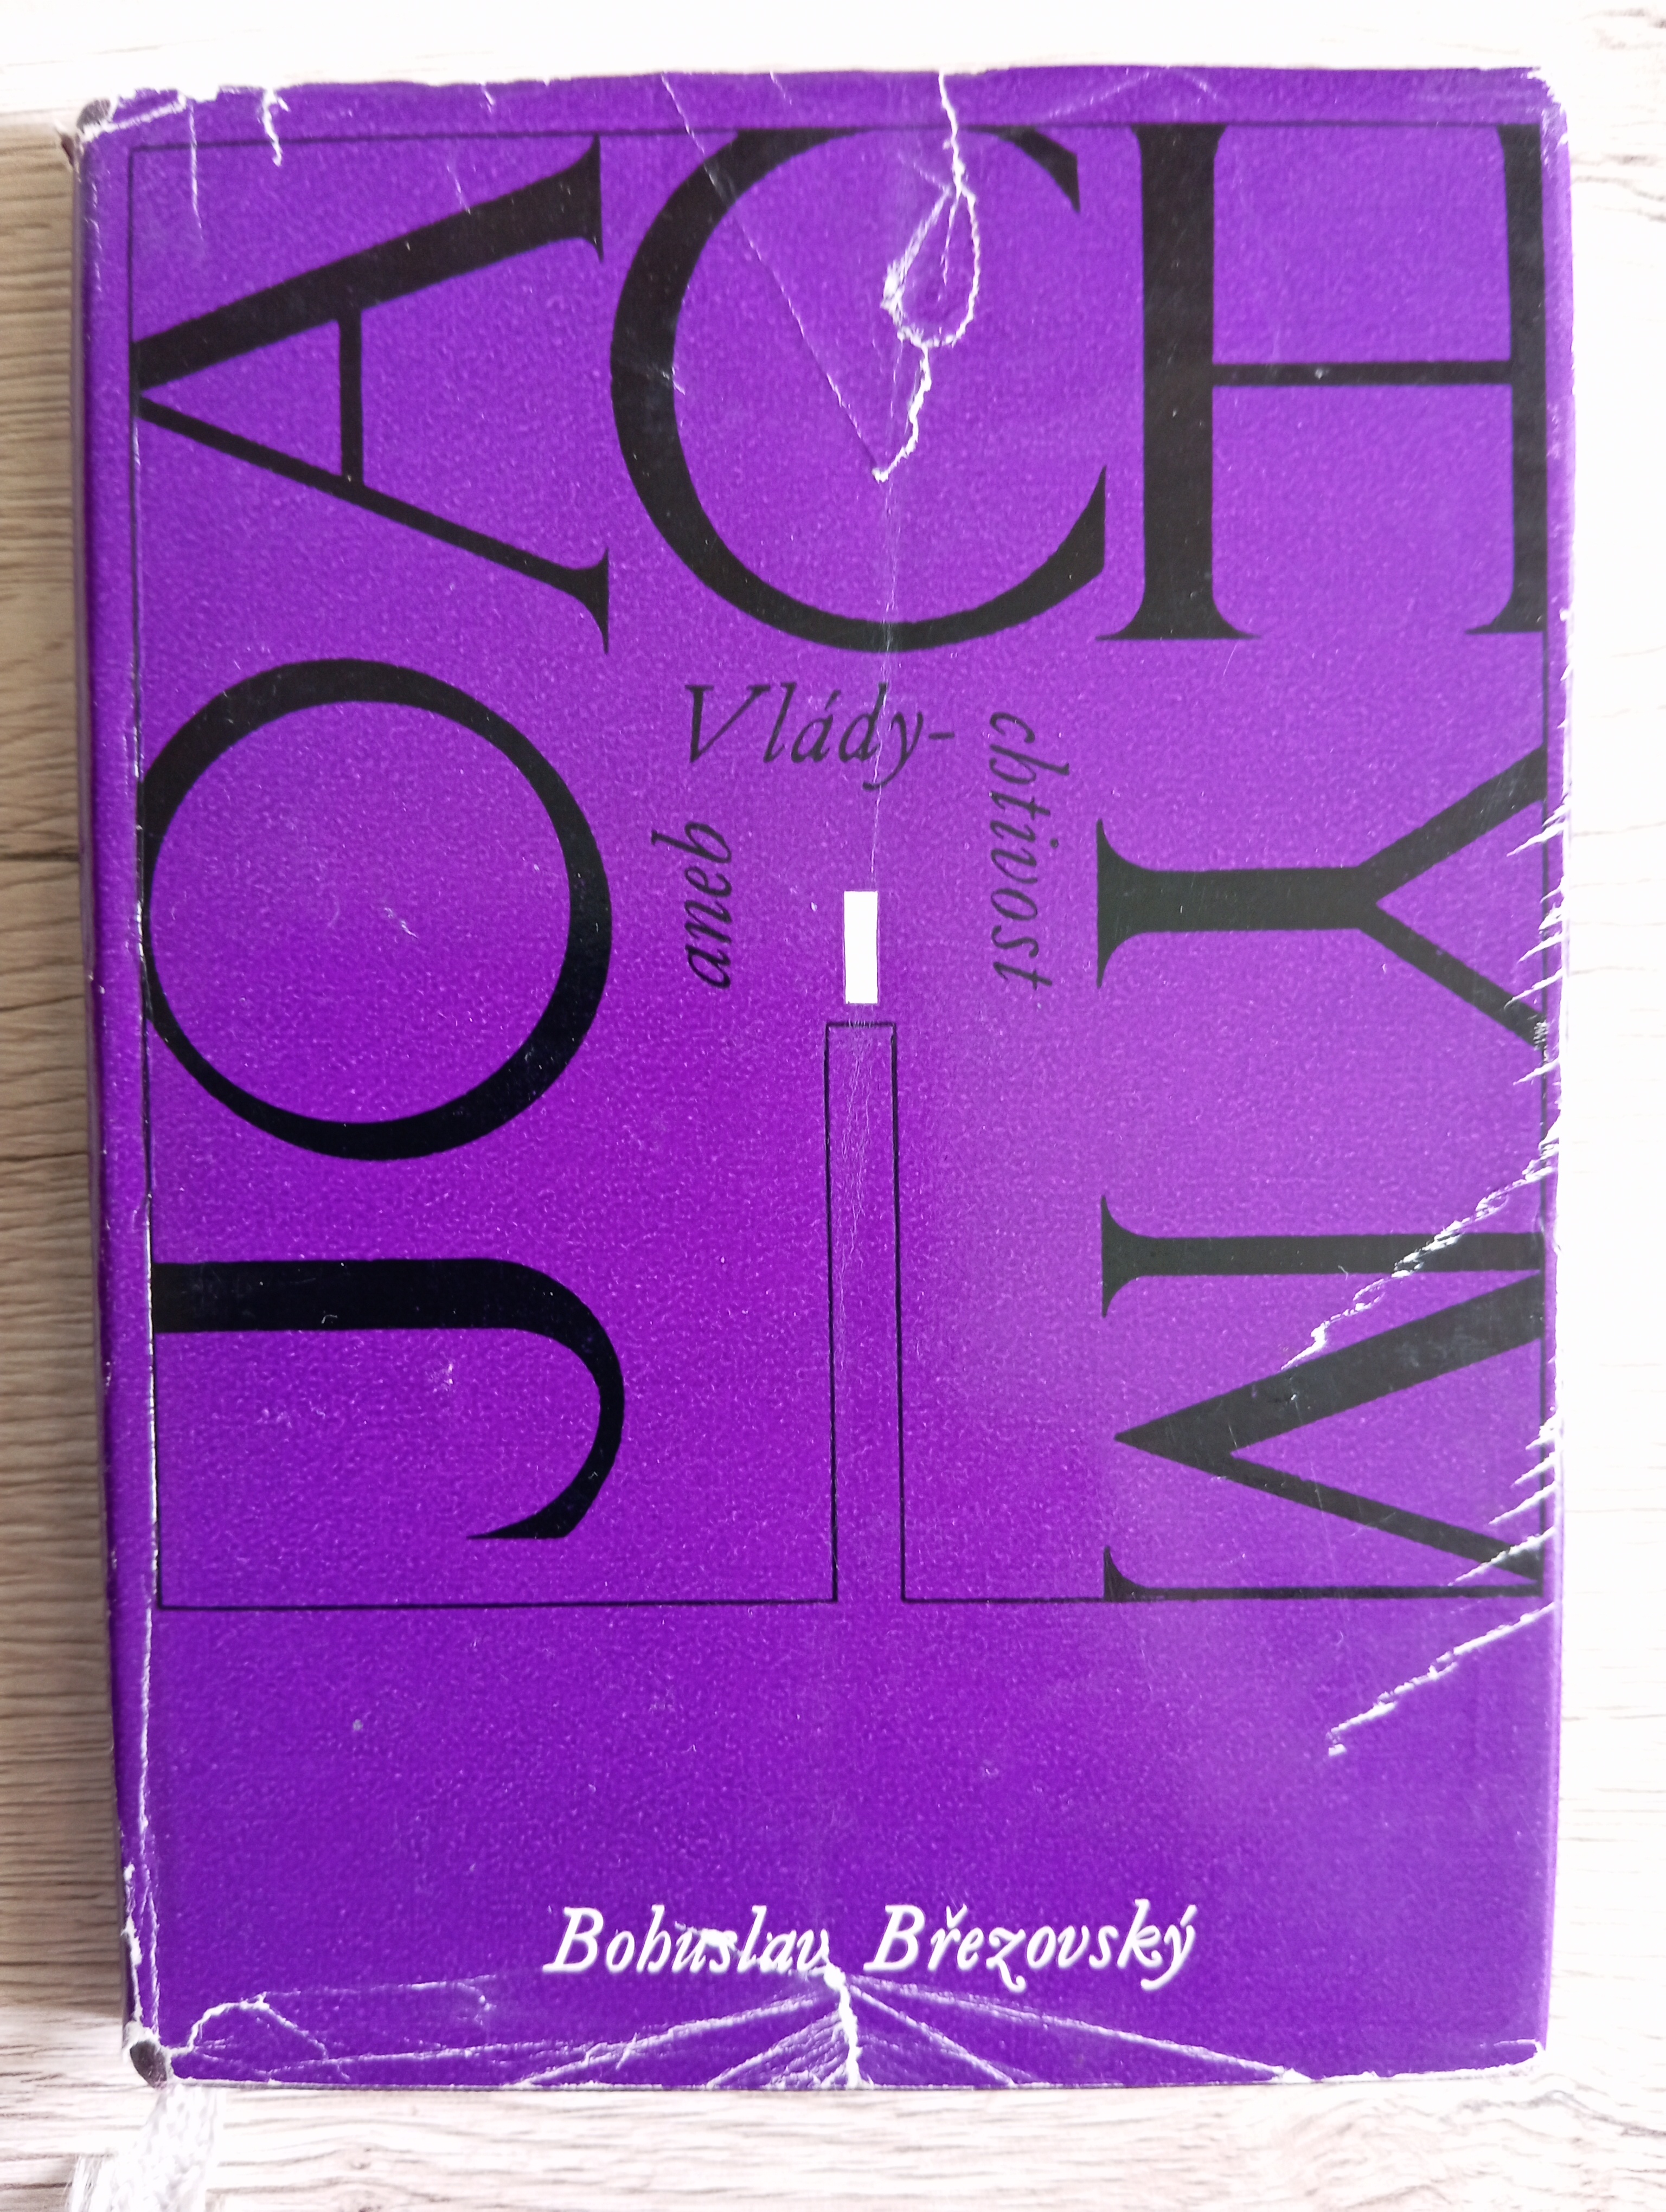 JOACHYM
aneb
Vlády-
chtivost
Bohuslav Březovský